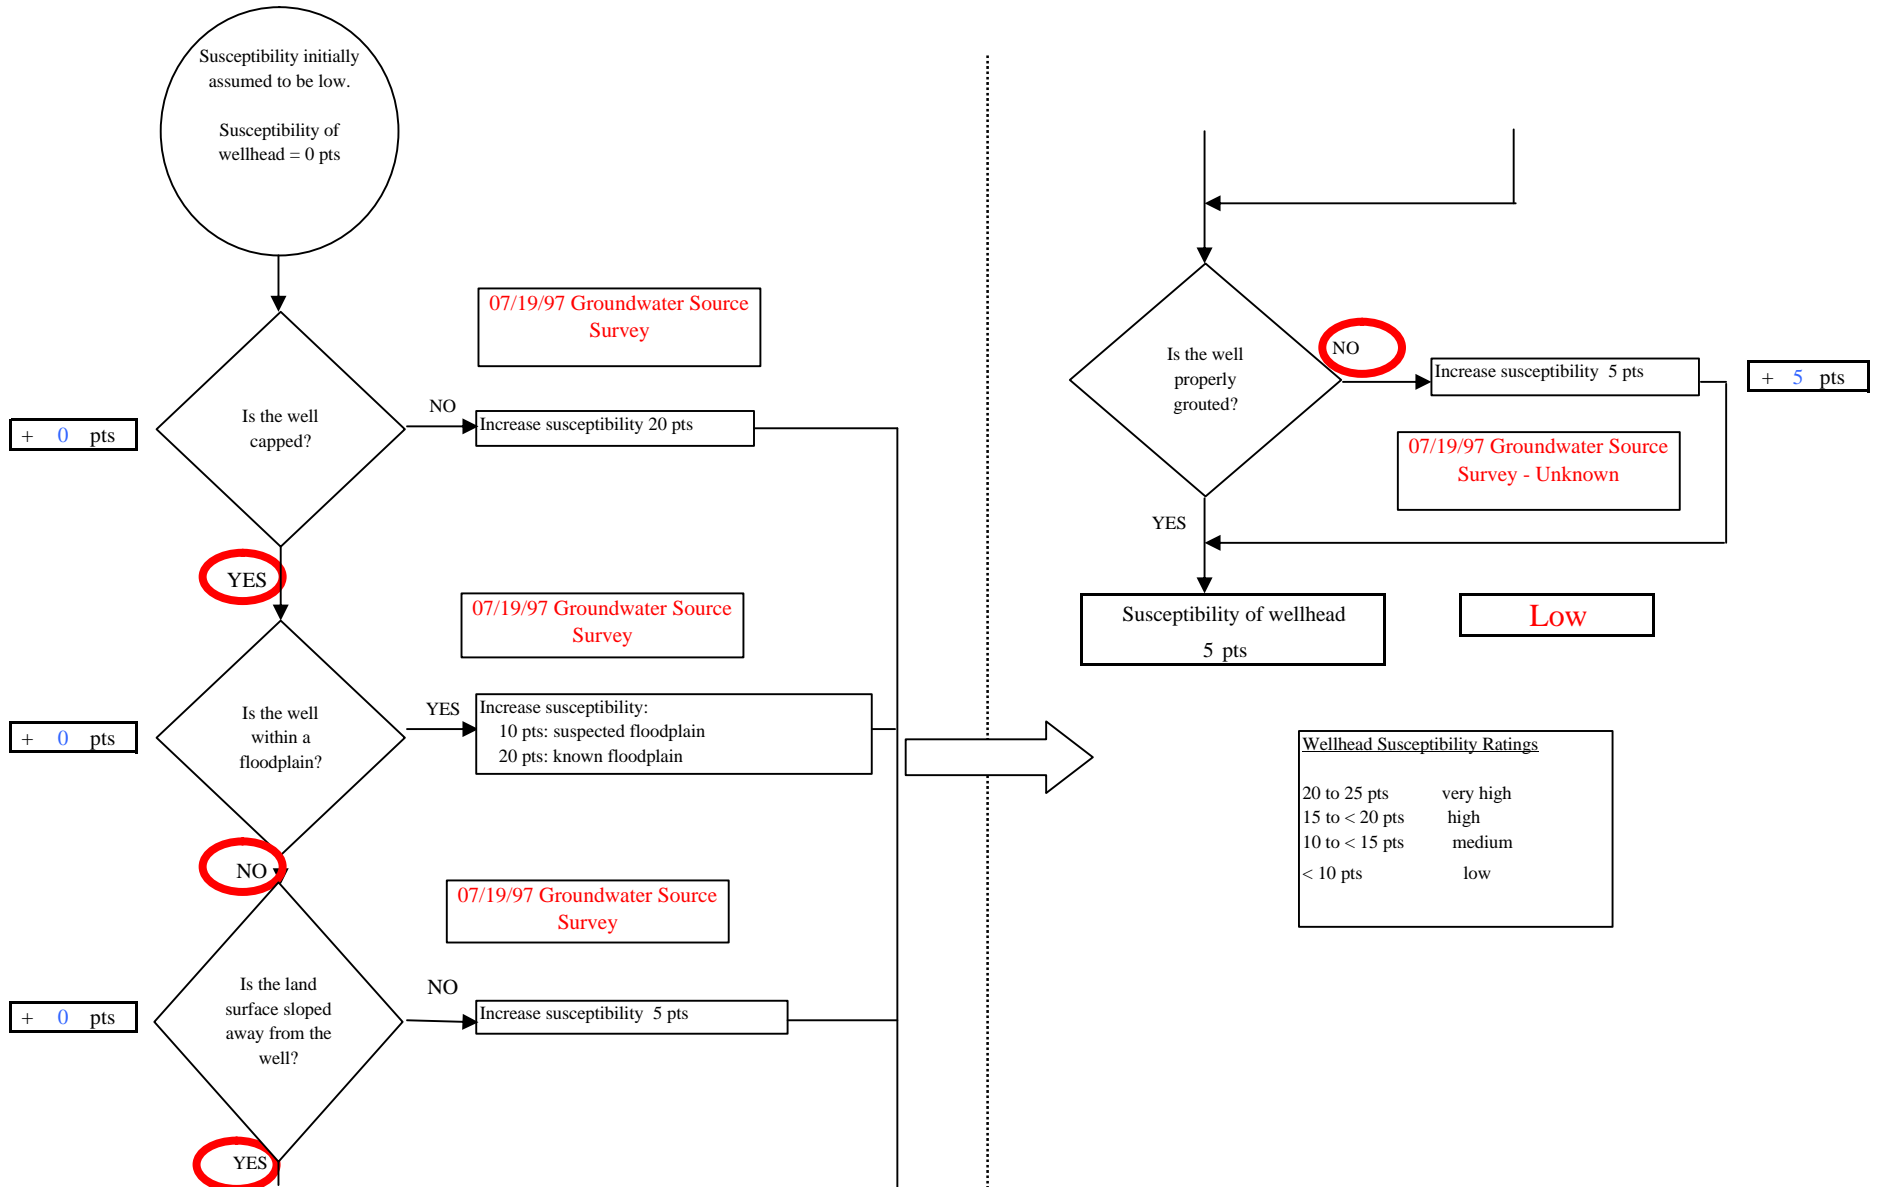 Susceptibility initially
assumed to be low.
Susceptibility of
wellhead = 0 pts
07/19/97 Groundwater Source
Survey
Is the well
capped?
NO
Increase susceptibility 20 pts
+ 0 pts
YES
07/19/97 Groundwater Source
Survey
Is the well
within a
floodplain?
YES
Increase susceptibility:
10 pts: suspected floodplain
20 pts: known floodplain
+ 0 pts
NO
07/19/97 Groundwater Source
Survey
Is the land
surface sloped
away from the
well?
NO
Increase susceptibility 5 pts
+ 0 pts
YES
Is the well
properly
grouted?
NO
Increase susceptibility 5 pts
+ 5 pts
07/19/97 Groundwater Source
Survey - Unknown
YES
Susceptibility of wellhead
5 pts
Low
Wellhead Susceptibility Ratings
20 to 25 pts very high
15 to < 20 pts high
10 to < 15 pts medium
< 10 pts low